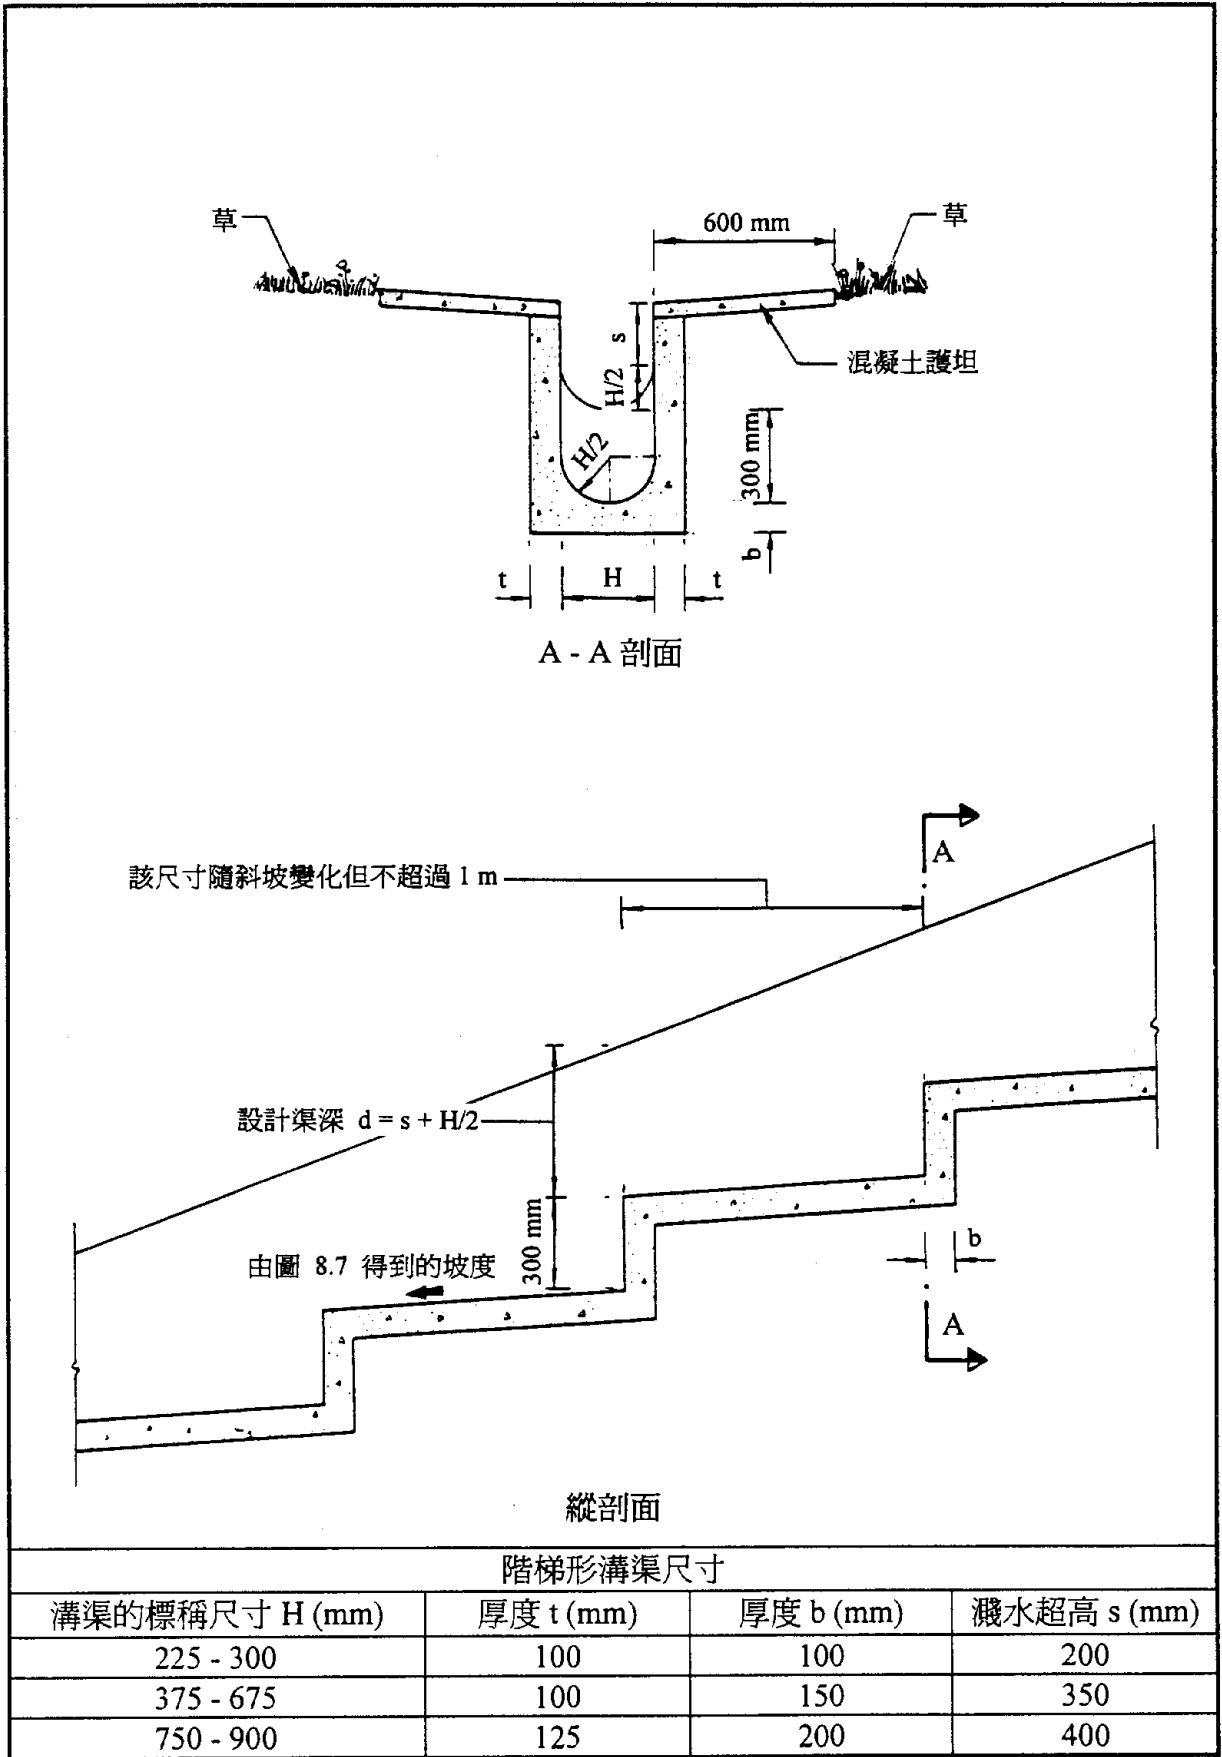 草
600 mm
草
s
混凝土護坦
H/2
H/2
300 mm
b
t
H
t
A - A 剖面
A
該尺寸隨斜坡變化但不超過 1 m
設計渠深 d = s + H/2
300 mm
由圖 8.7 得到的坡度
b
A
縱剖面
階梯形溝渠尺寸
溝渠的標稱尺寸 H (mm) 厚度 t (mm) 厚度 b (mm) 濺水超高 s (mm)
225 - 300 100 100 200
375 - 675 100 150 350
750 - 900 125 200 400